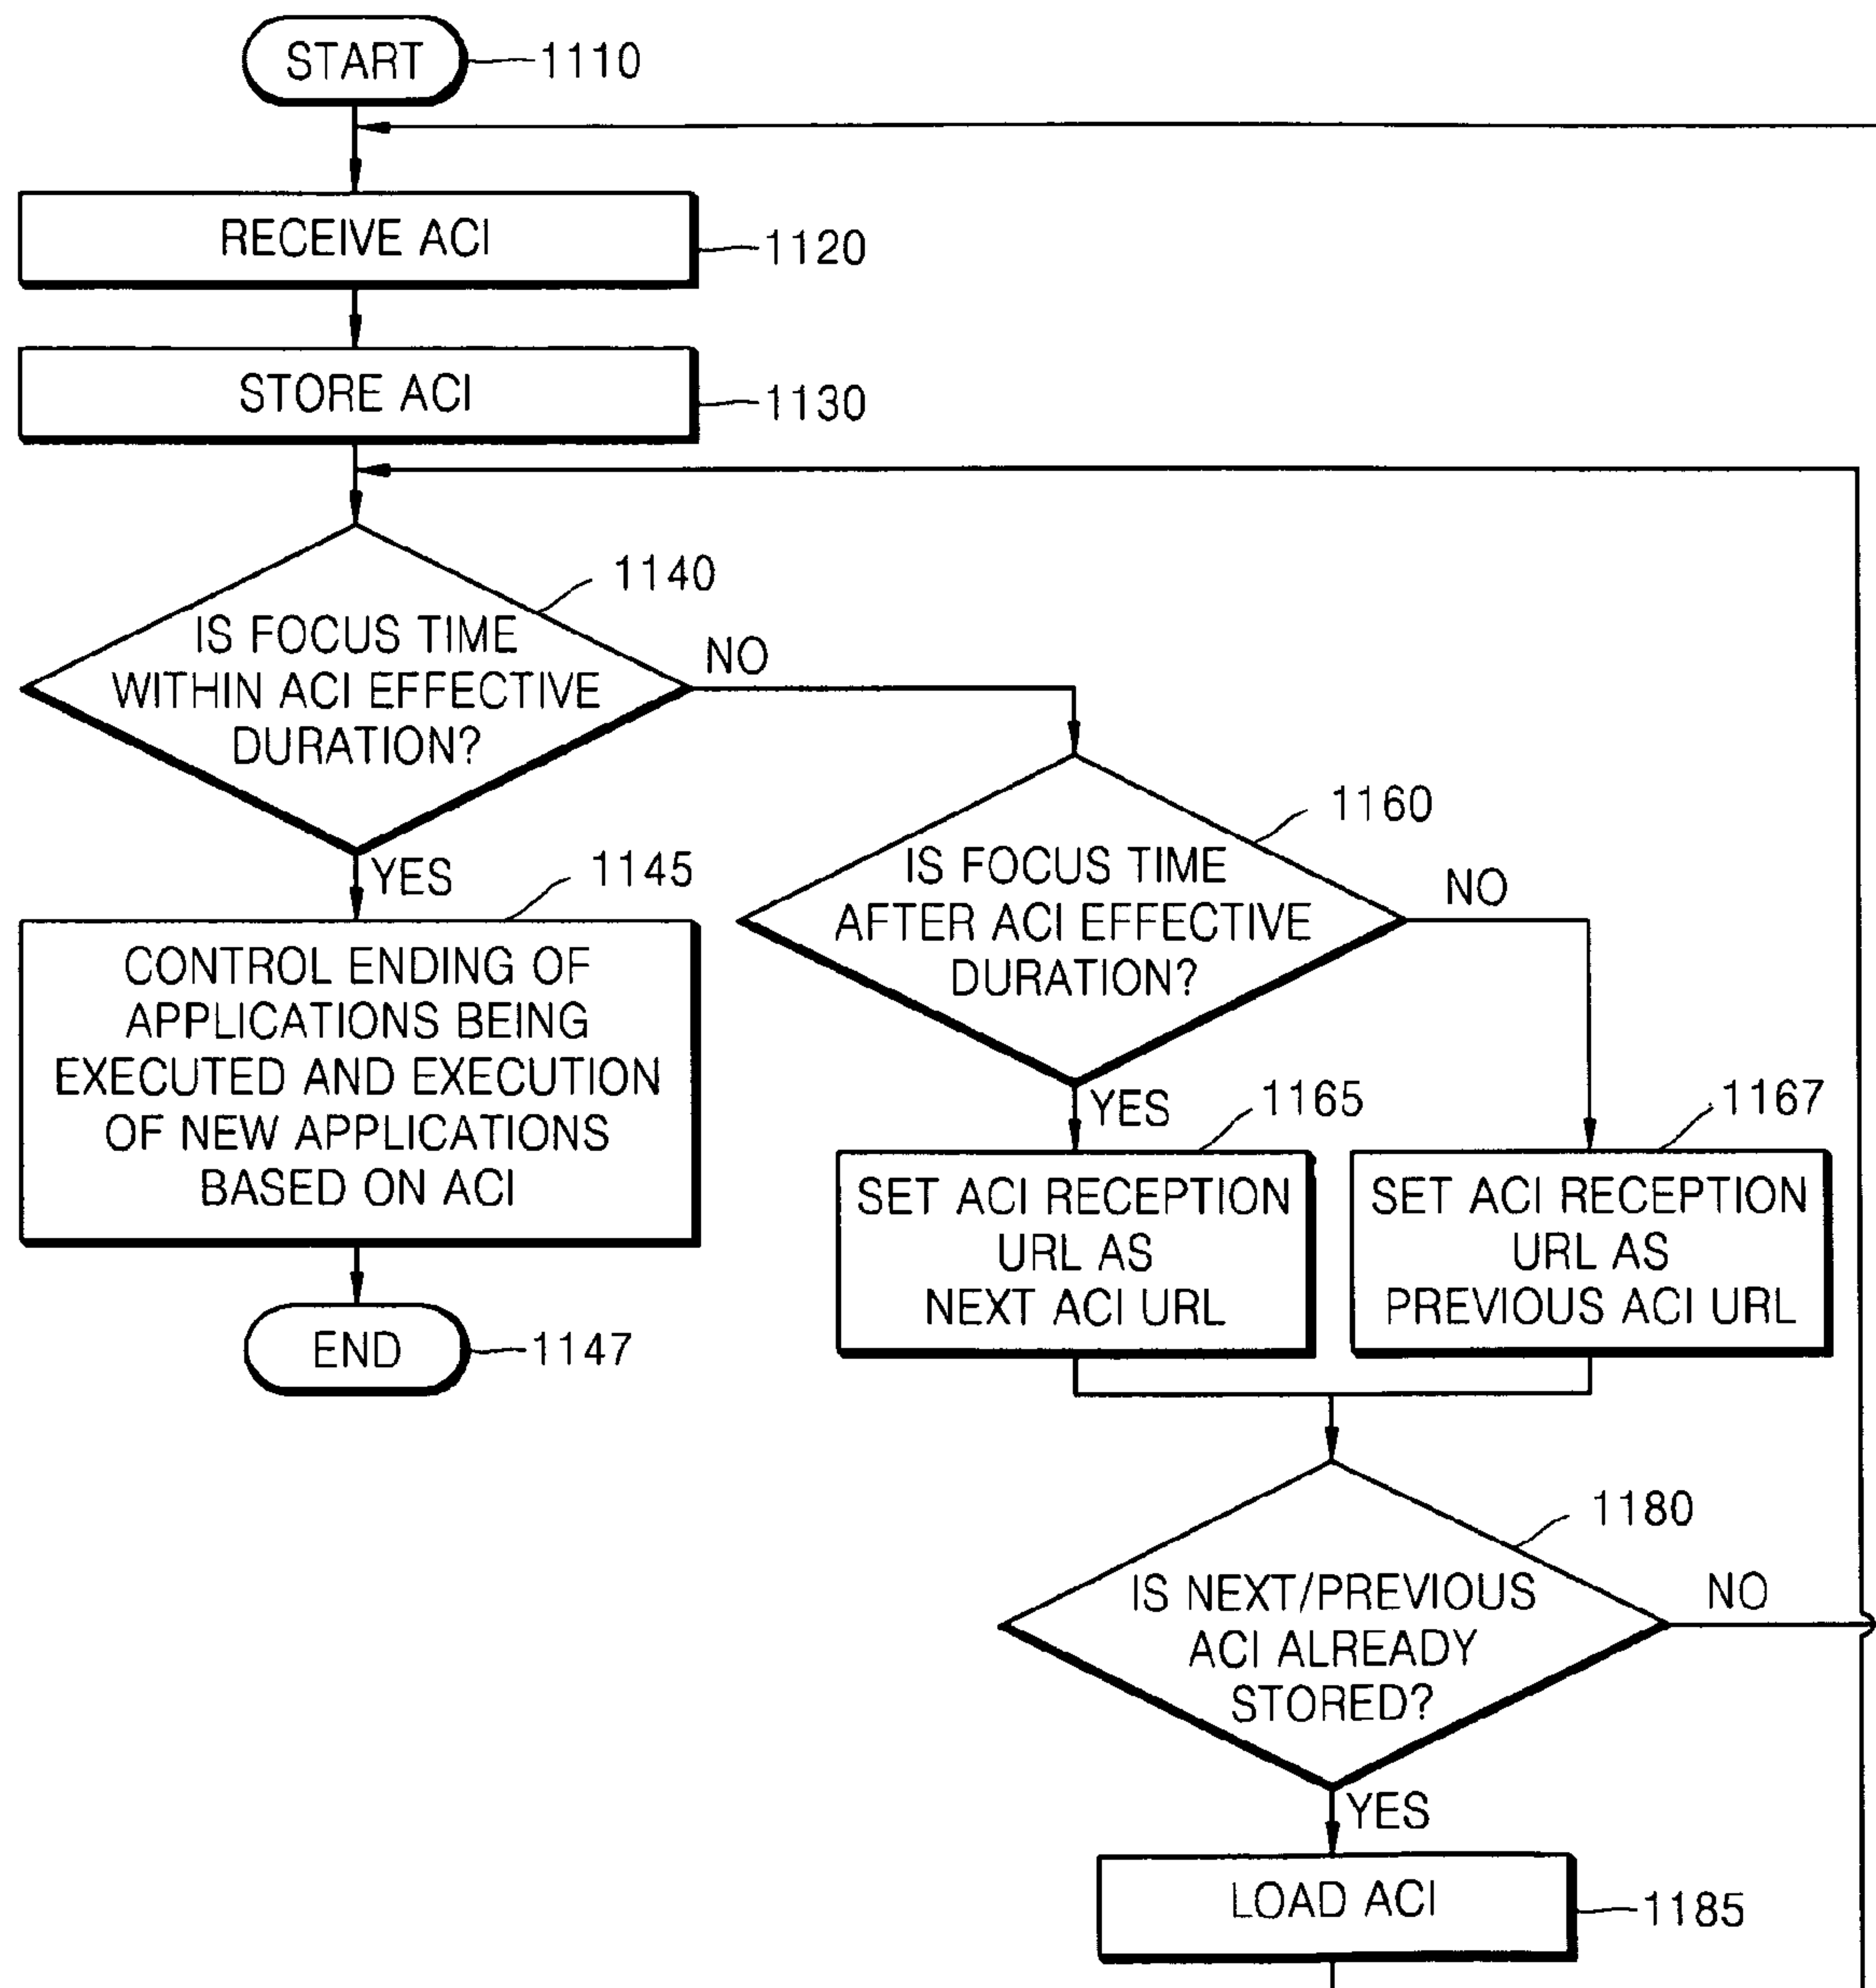 START
1110
RECEIVE ACI
1120
STORE ACI
1130
1140
IS FOCUS TIME
WITHIN ACI EFFECTIVE
DURATION?
NO
YES
1145
CONTROL ENDING OF
APPLICATIONS BEING
EXECUTED AND EXECUTION
OF NEW APPLICATIONS
BASED ON ACI
END
1147
1160
IS FOCUS TIME
AFTER ACI EFFECTIVE
DURATION?
NO
YES
1165
SET ACI RECEPTION
URL AS
NEXT ACI URL
1167
SET ACI RECEPTION
URL AS
PREVIOUS ACI URL
1180
IS NEXT/PREVIOUS
ACI ALREADY
STORED?
NO
YES
LOAD ACI
1185